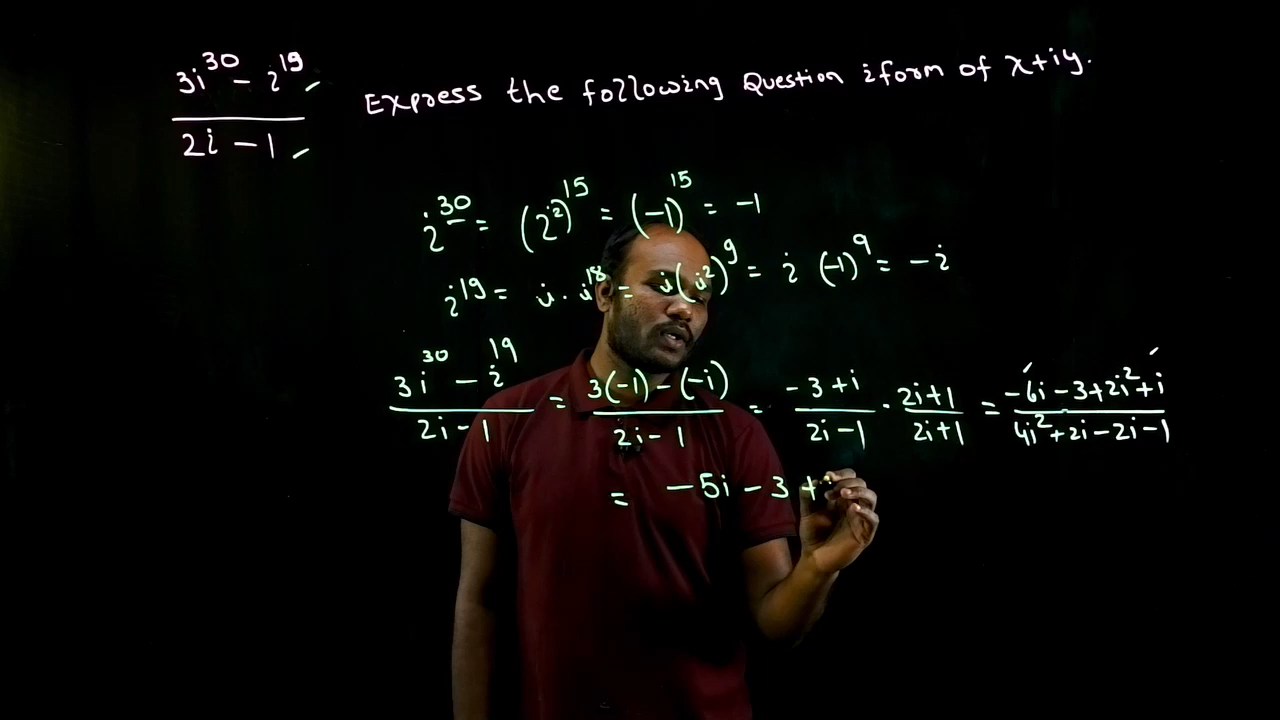 (3i^30 - i^19) / (2i - 1) Express the following Question iform of x+iy.
i^30 = (i^2)^15 = (-1)^15 = -1
i^19 = i · i^18 = i(i^2)^9 = i (-1)^9 = -i
(3i^30 - i^19) / (2i - 1) = (3(-1) - (-i)) / (2i - 1) = (-3 + i) / (2i - 1) · (2i+1) / (2i+1) = (-6i - 3 + 2i^2 + i) / (4i^2 + 2i - 2i - 1)
= -5i - 3 +